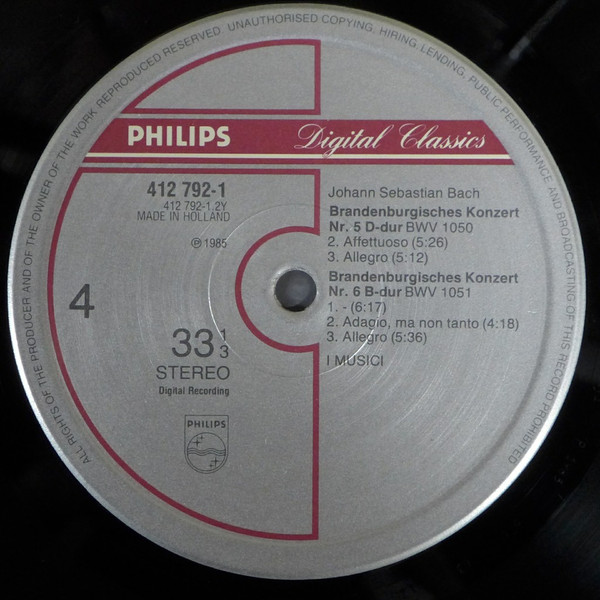 ALL RIGHTS OF THE PRODUCER AND OF THE OWNER OF THE WORK REPRODUCED RESERVED. UNAUTHORISED COPYING, HIRING, LENDING, PUBLIC PERFORMANCE AND BROADCASTING OF THIS RECORD PROHIBITED
PHILIPS Digital Classics
412 792-1
412 792-1.2Y
MADE IN HOLLAND
℗ 1985
4
33 1/3
STEREO
Digital Recording
PHILIPS
Johann Sebastian Bach
Brandenburgisches Konzert
Nr. 5 D-dur BWV 1050
2. Affettuoso (5:26)
3. Allegro (5:12)
Brandenburgisches Konzert
Nr. 6 B-dur BWV 1051
1. - (6:17)
2. Adagio, ma non tanto (4:18)
3. Allegro (5:36)
I MUSICI